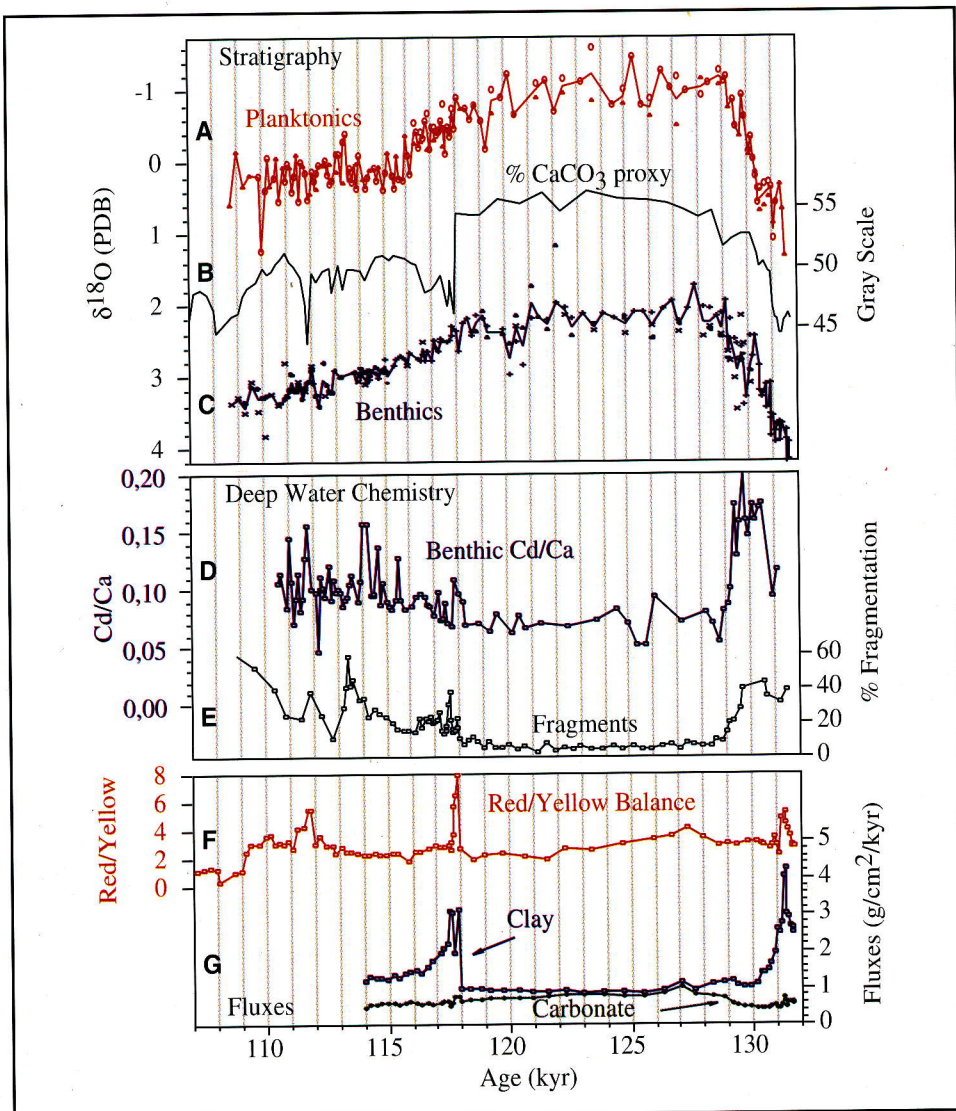 Stratigraphy
A
Planktonics
-1
0
1
2
3
4
δ18O (PDB)
% CaCO3 proxy
B
55
50
45
Gray Scale
C
Benthics
0,20
0,15
0,10
0,05
0,00
Cd/Ca
Deep Water Chemistry
D
Benthic Cd/Ca
E
Fragments
60
40
20
0
% Fragmentation
8
6
4
2
0
Red/Yellow
F
Red/Yellow Balance
G
Clay
Fluxes
Carbonate
5
4
3
2
1
0
Fluxes (g/cm2/kyr)
110 115 120 125 130
Age (kyr)